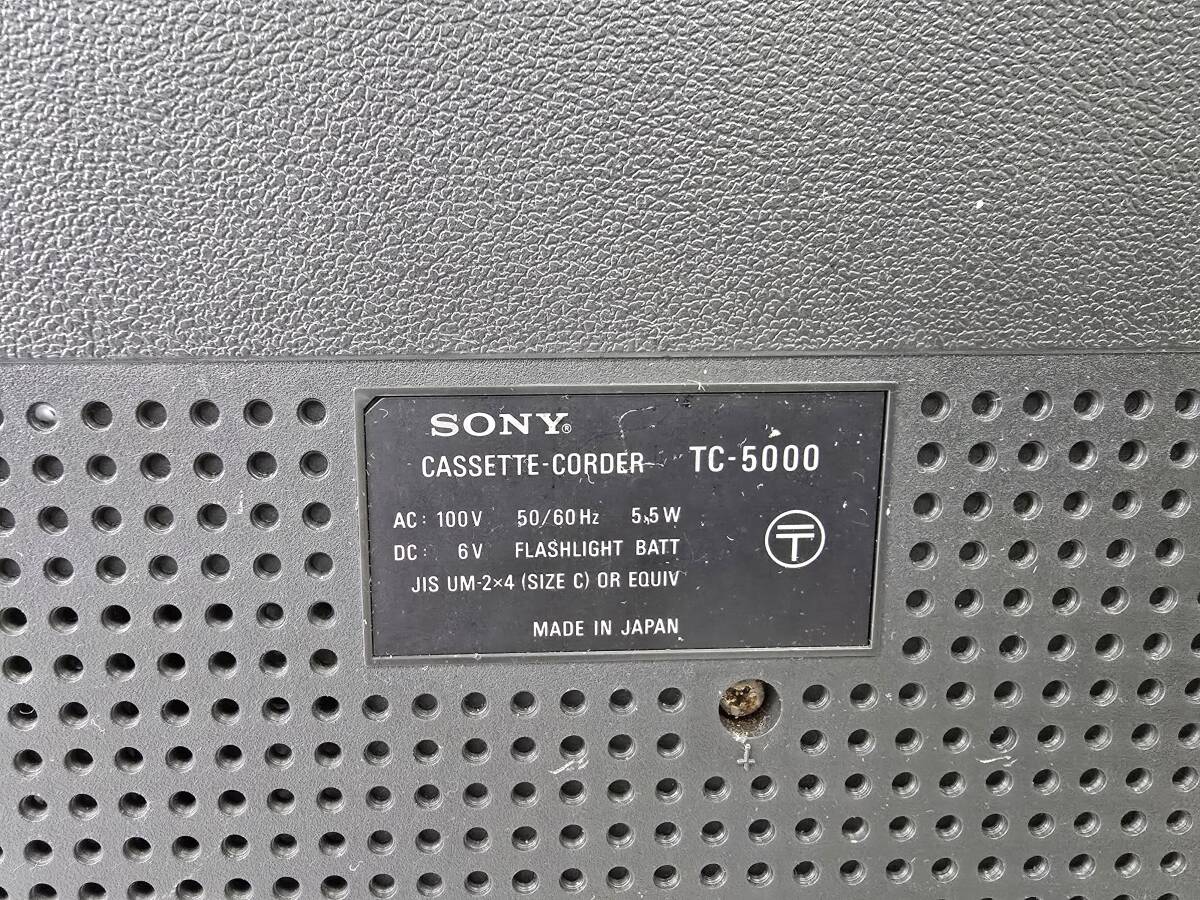 SONY®
CASSETTE-CORDER TC-5000
AC: 100V 50/60Hz 5.5W
DC: 6V FLASHLIGHT BATT
JIS UM-2×4 (SIZE C) OR EQUIV
MADE IN JAPAN